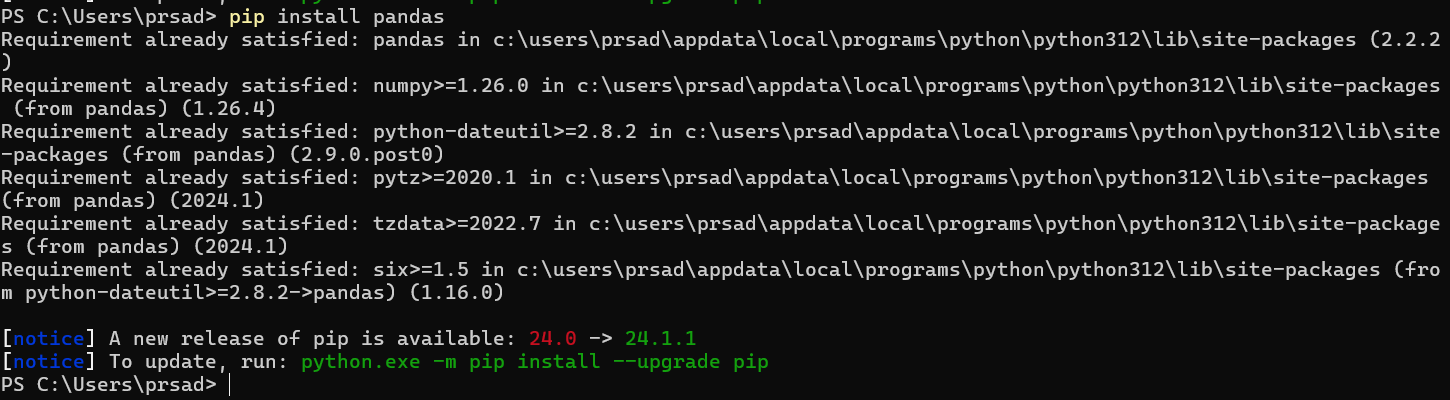 PS C:\Users\prsad> pip install pandas
Requirement already satisfied: pandas in c:\users\prsad\appdata\local\programs\python\python312\lib\site-packages (2.2.2
)
Requirement already satisfied: numpy>=1.26.0 in c:\users\prsad\appdata\local\programs\python\python312\lib\site-packages
 (from pandas) (1.26.4)
Requirement already satisfied: python-dateutil>=2.8.2 in c:\users\prsad\appdata\local\programs\python\python312\lib\site
-packages (from pandas) (2.9.0.post0)
Requirement already satisfied: pytz>=2020.1 in c:\users\prsad\appdata\local\programs\python\python312\lib\site-packages
(from pandas) (2024.1)
Requirement already satisfied: tzdata>=2022.7 in c:\users\prsad\appdata\local\programs\python\python312\lib\site-package
s (from pandas) (2024.1)
Requirement already satisfied: six>=1.5 in c:\users\prsad\appdata\local\programs\python\python312\lib\site-packages (fro
m python-dateutil>=2.8.2->pandas) (1.16.0)

[notice] A new release of pip is available: 24.0 -> 24.1.1
[notice] To update, run: python.exe -m pip install --upgrade pip
PS C:\Users\prsad>